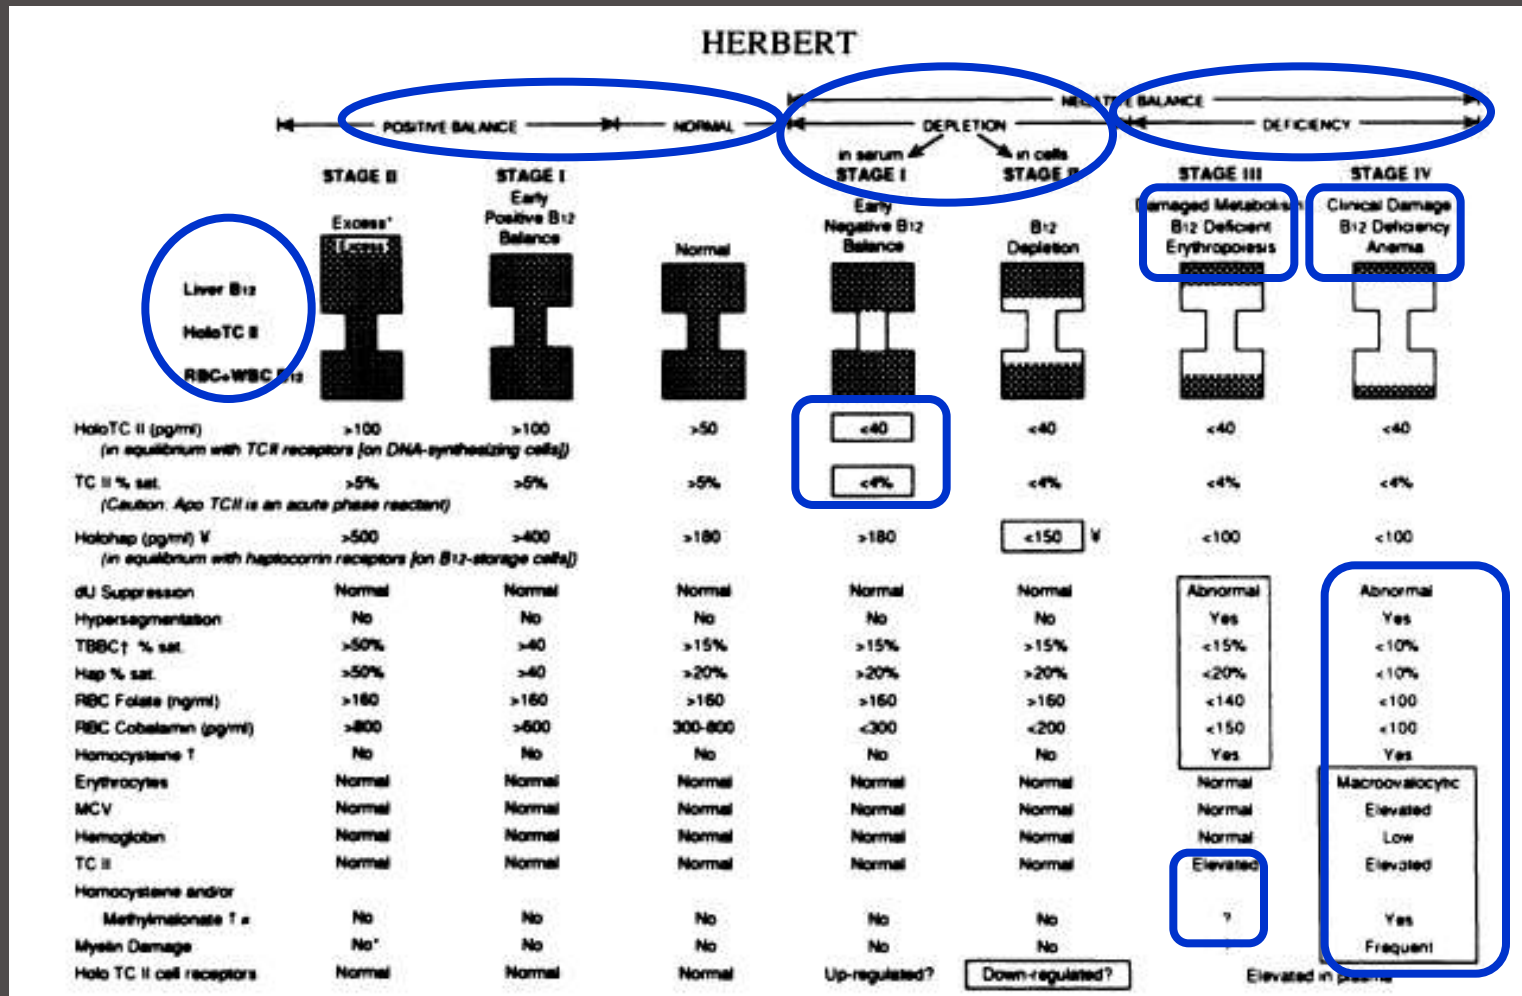 HERBERT
NEGATIVE BALANCE
POSITIVE BALANCE NORMAL DEPLETION DEFICIENCY
in serum in cells
STAGE II STAGE I STAGE I STAGE II STAGE III STAGE IV
Excess* Early Positive B12 Balance Normal Early Negative B12 Balance B12 Depletion Damaged Metabolism B12 Deficient Erythropoiesis Clinical Damage B12 Deficiency Anemia
Excess
Liver B12
HoloTC II
RBC+WBC B12
HoloTC II (pg/ml) >100 >100 >50 <40 <40 <40 <40
(in equilibrium with TCII receptors [on DNA-synthesizing cells])
TC II % sat. >5% >5% >5% <4% <4% <4% <4%
(Caution: Apo TCII is an acute phase reactant)
Holohap (pg/ml) ¥ >500 >400 >180 >180 <150 ¥ <100 <100
(in equilibrium with haptocorrin receptors [on B12-storage cells])
dU Suppression Normal Normal Normal Normal Normal Abnormal Abnormal
Hypersegmentation No No No No No Yes Yes
TBBC† % sat. >50% >40 >15% >15% >15% <15% <10%
Hap % sat. >50% >40 >20% >20% >20% <20% <10%
RBC Folate (ng/ml) >160 >160 >160 >160 >160 <140 <100
RBC Cobalamin (pg/ml) >800 >600 300-800 <300 <200 <150 <100
Homocysteine ↑ No No No No No Yes Yes
Erythrocytes Normal Normal Normal Normal Normal Normal Macroovalocytic
MCV Normal Normal Normal Normal Normal Normal Elevated
Hemoglobin Normal Normal Normal Normal Normal Normal Low
TC II Normal Normal Normal Normal Normal Elevated Elevated
Homocysteine and/or
Methylmalonate ↑ No No No No No ? Yes
Myelin Damage No* No No No No Frequent
Holo TC II cell receptors Normal Normal Normal Up-regulated? Down-regulated? Elevated in plasma